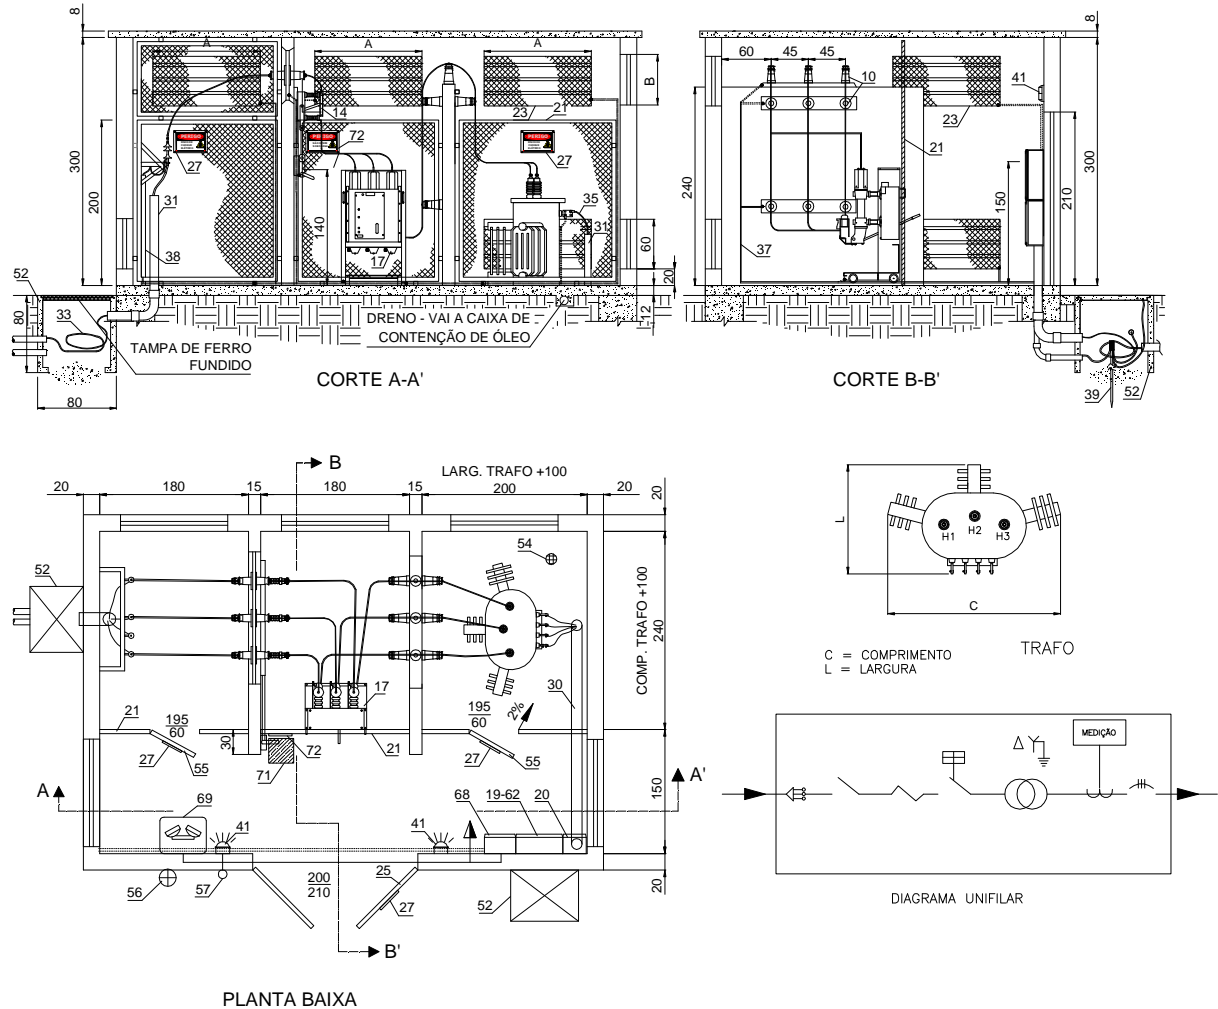 8
A
A
A
B
14
72
23
21
PERIGO
PERIGO
PERIGO
27
27
300
200
31
38
140
17
35
31
60
20
12
52
80
33
80
DRENO - VAI A CAIXA DE
CONTENÇÃO DE ÓLEO
TAMPA DE FERRO
FUNDIDO
CORTE A-A'
8
60
45
45
10
41
23
21
240
37
150
210
300
39
52
CORTE B-B'
B
LARG. TRAFO +100
20
180
15
180
15
200
20
20
52
54
COMP. TRAFO +100
240
17
30
21
195
60
27
55
30
72
71
21
195
60
2%
27
55
A
A'
150
69
41
41
68
19-62
20
56
57
200
210
25
27
52
20
B'
PLANTA BAIXA
L
H1
H2
H3
C
C = COMPRIMENTO
L = LARGURA
TRAFO
MEDIÇÃO
DIAGRAMA UNIFILAR